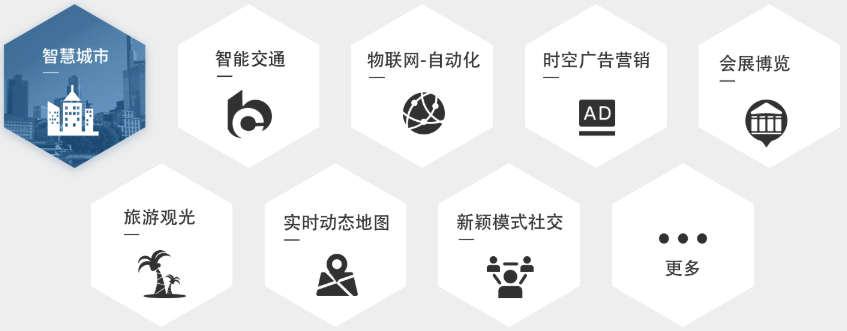 智慧城市
智能交通
物联网-自动化
时空广告营销
会展博览
AD
旅游观光
实时动态地图
新颖模式社交
更多